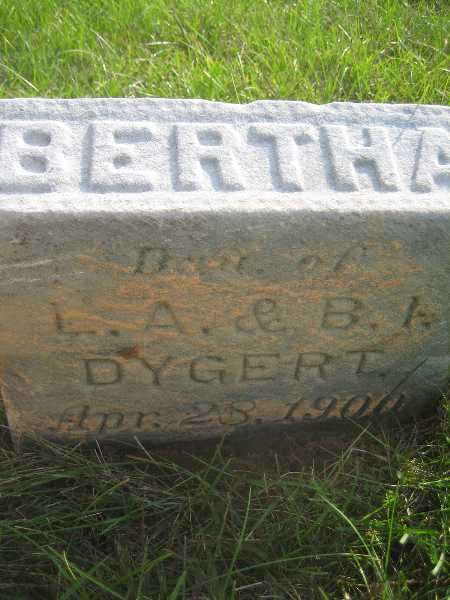 BERTHA
Dau. of
L. A. & B. I.
DYGERT.
Apr. 28, 1900.